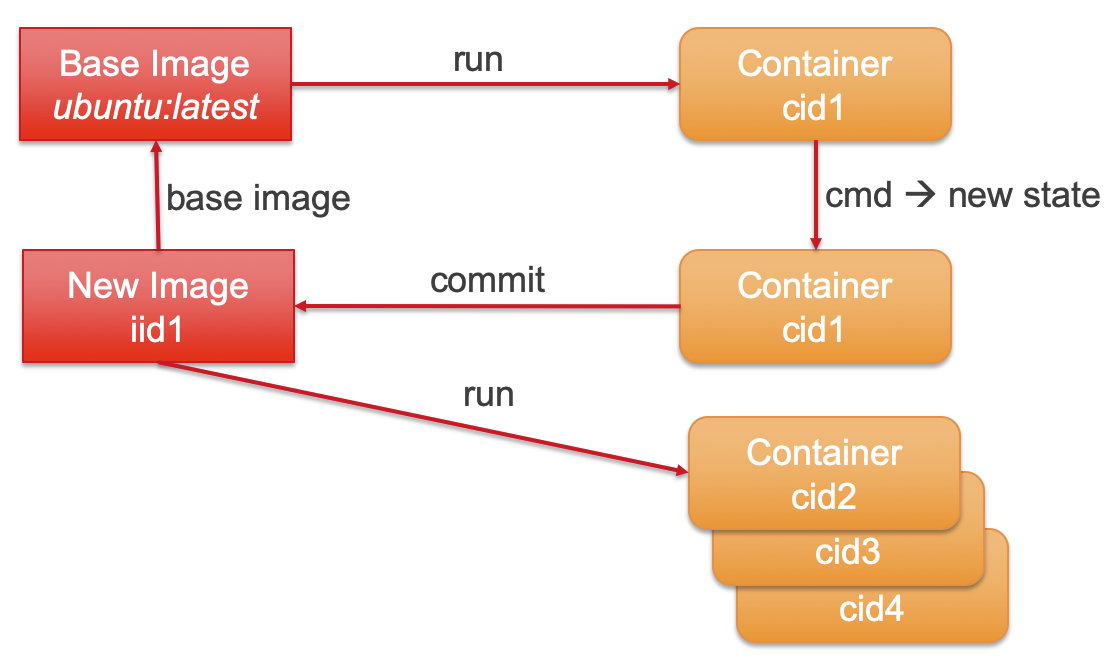 Base Image
ubuntu:latest
run
Container
cid1
base image
cmd → new state
New Image
iid1
commit
Container
cid1
run
Container
cid2
cid3
cid4